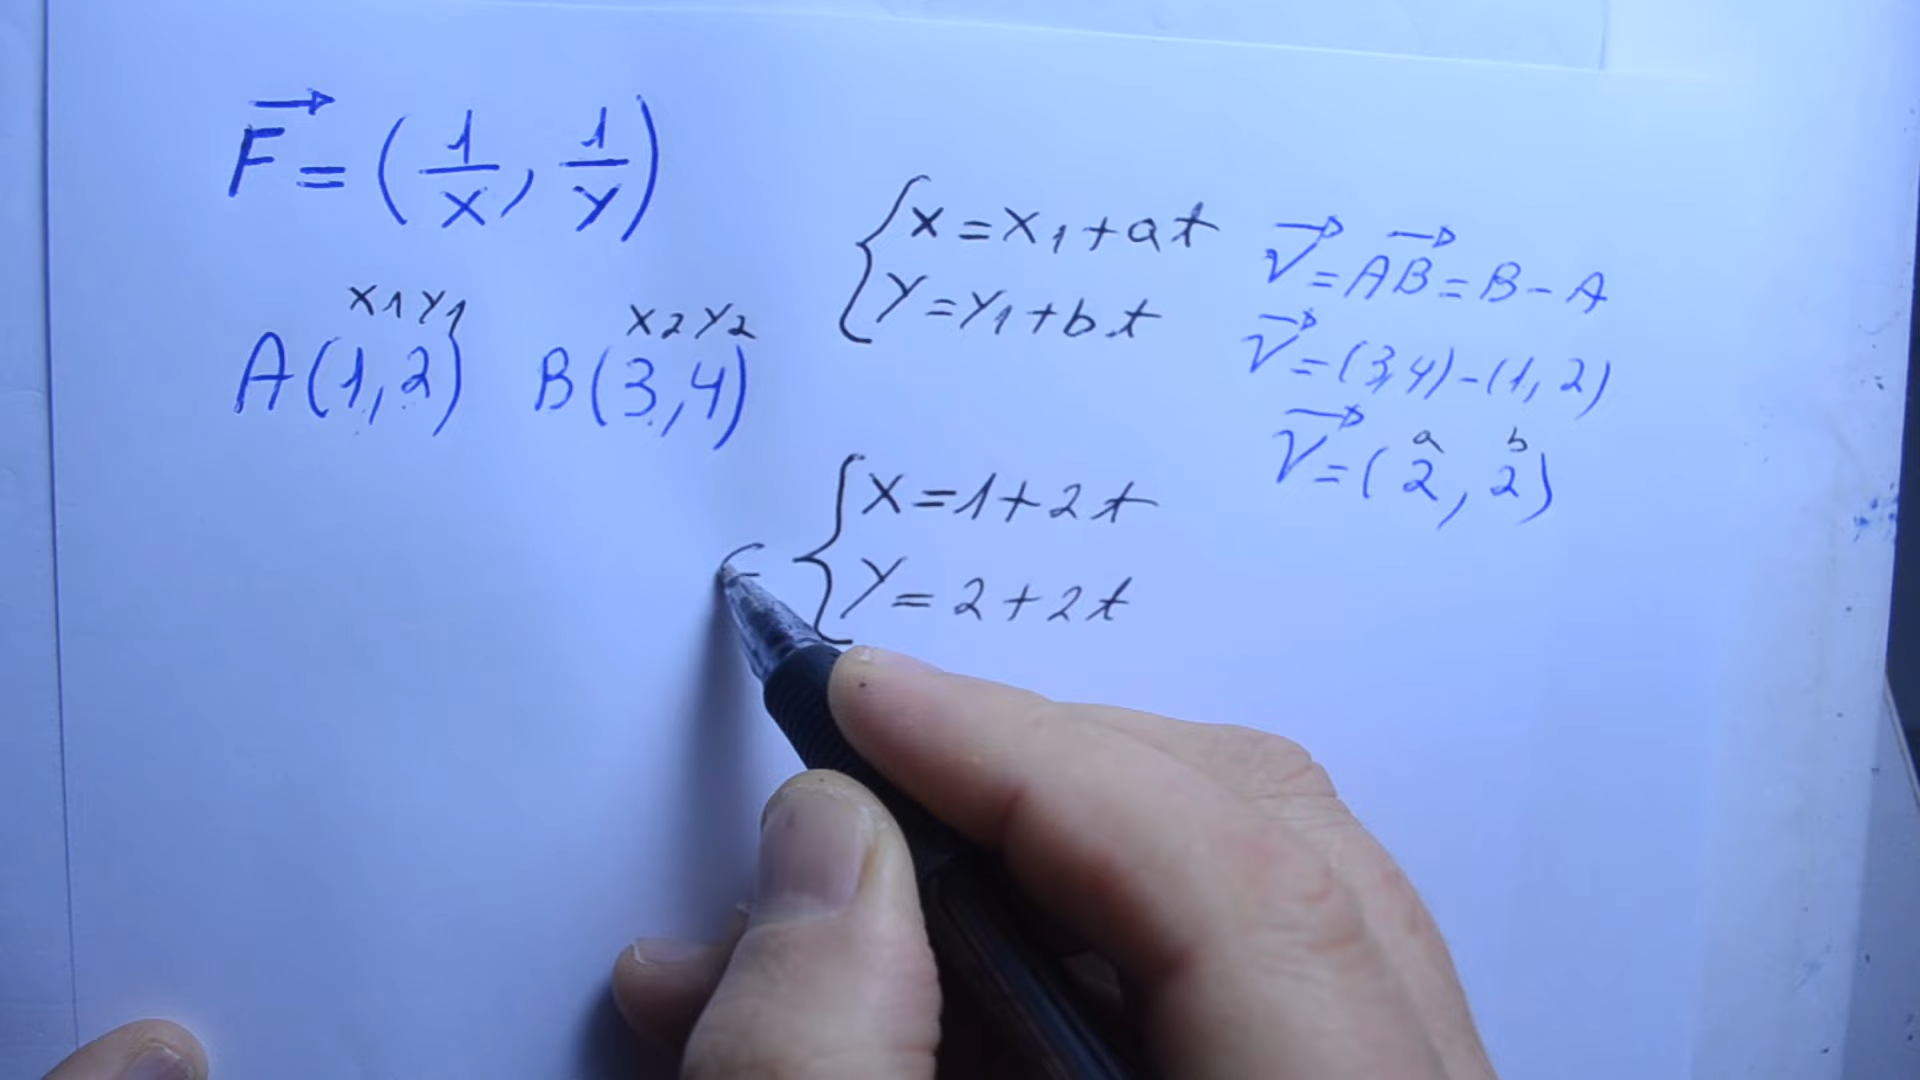 F = (1/x, 1/y)
x1 y1 x2 y2
A(1,2) B(3,4)
{x = x1 + at
{y = y1 + bt
v = AB = B - A
v = (3,4) - (1,2)
a b
v = (2, 2)
{x = 1 + 2t
{y = 2 + 2t